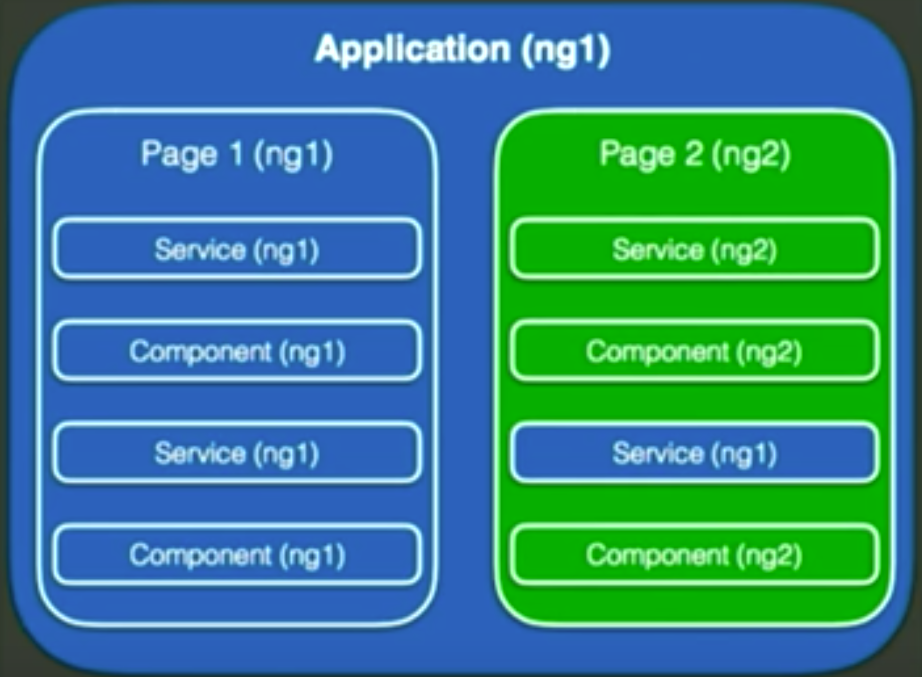 Application (ng1)
Page 1 (ng1)
Service (ng1)
Component (ng1)
Service (ng1)
Component (ng1)
Page 2 (ng2)
Service (ng2)
Component (ng2)
Service (ng1)
Component (ng2)